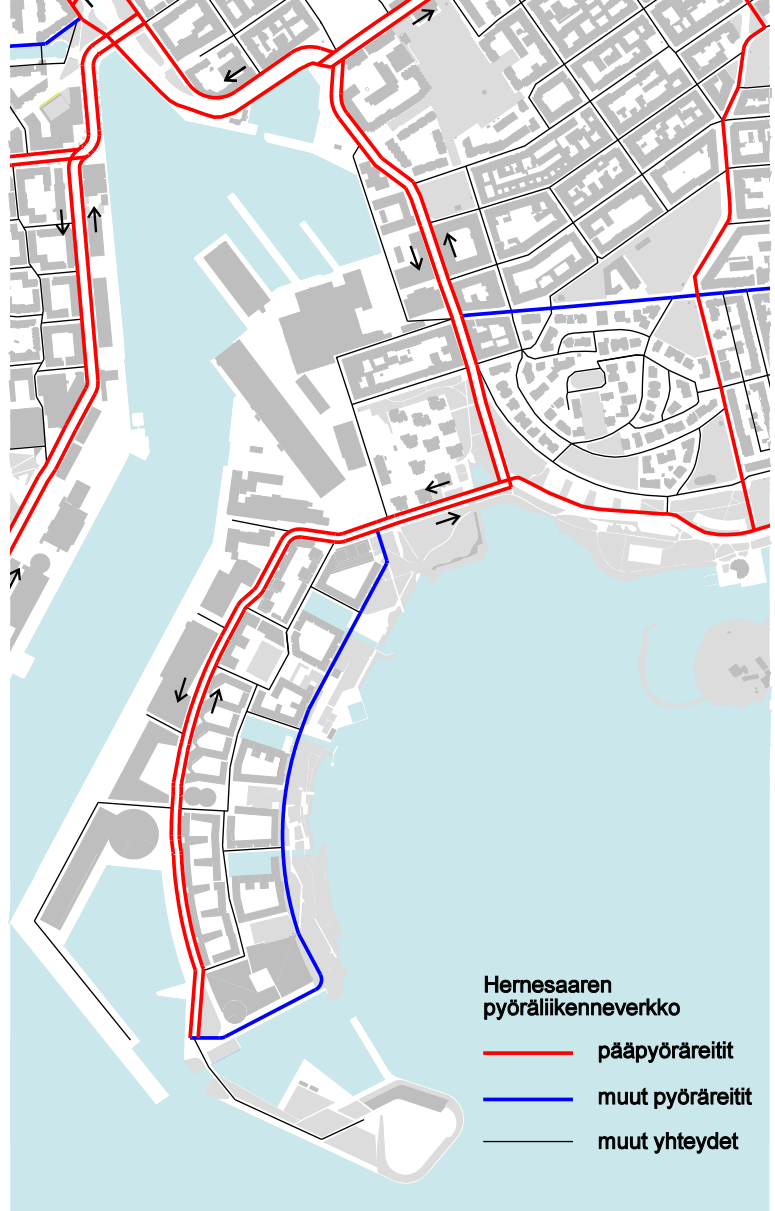 Hernesaaren
pyöräliikenneverkko
pääpyöräreitit
muut pyöräreitit
muut yhteydet